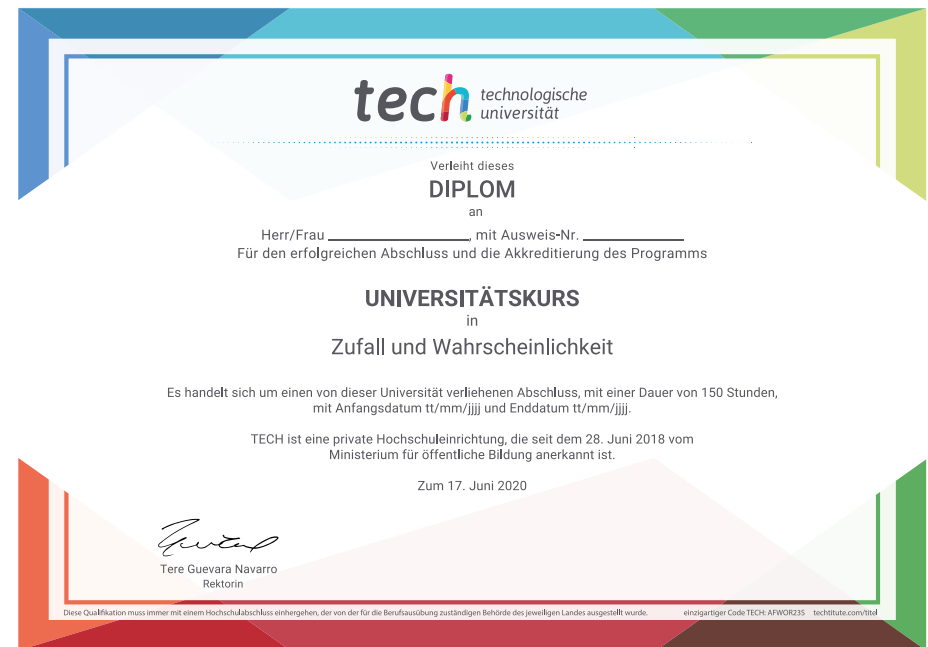 tech technologische
universität
Verleiht dieses
DIPLOM
an
Herr/Frau ____________________, mit Ausweis-Nr. ______________
Für den erfolgreichen Abschluss und die Akkreditierung des Programms
UNIVERSITÄTSKURS
in
Zufall und Wahrscheinlichkeit
Es handelt sich um einen von dieser Universität verliehenen Abschluss, mit einer Dauer von 150 Stunden,
mit Anfangsdatum tt/mm/jjjj und Enddatum tt/mm/jjjj.
TECH ist eine private Hochschuleinrichtung, die seit dem 28. Juni 2018 vom
Ministerium für öffentliche Bildung anerkannt ist.
Zum 17. Juni 2020
Tere Guevara Navarro
Rektorin
Diese Qualifikation muss immer mit einem Hochschulabschluss einhergehen, der von der für die Berufsausübung zuständigen Behörde des jeweiligen Landes ausgestellt wurde. einzigartiger Code TECH: AFWOR23S techtitute.com/titel